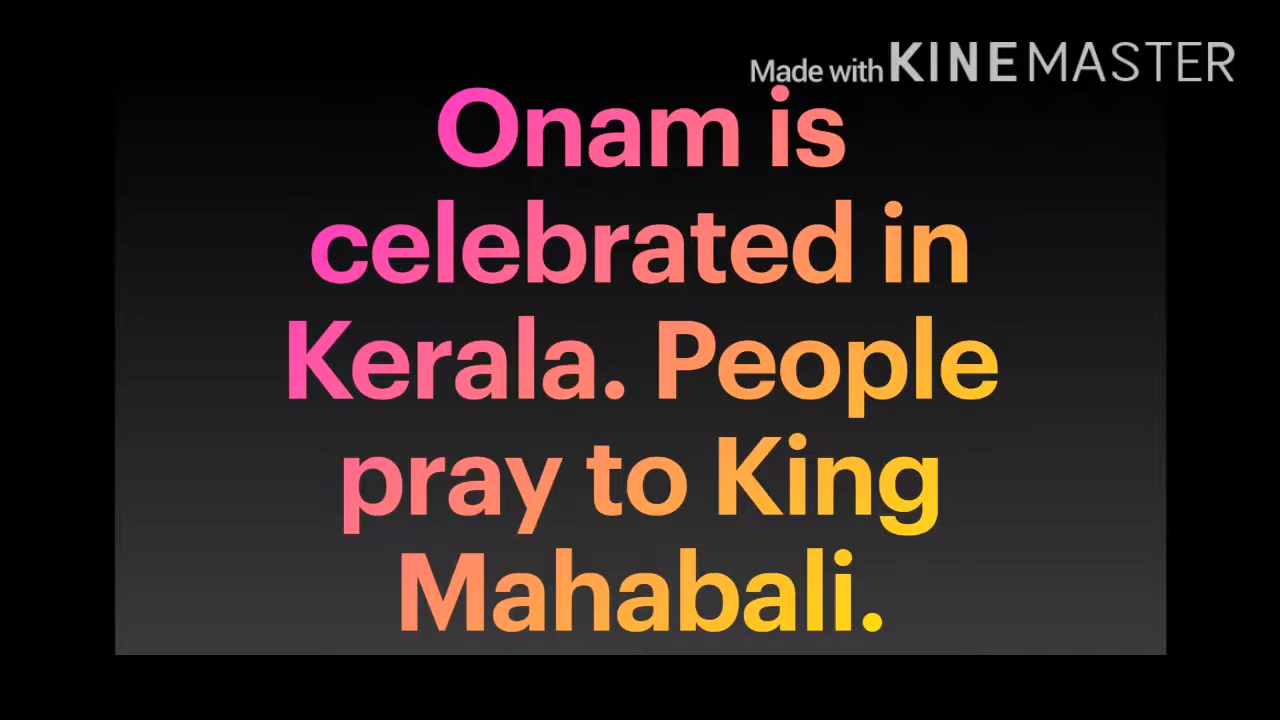 Made with KINEMASTER
Onam is
celebrated in
Kerala. People
pray to King
Mahabali.